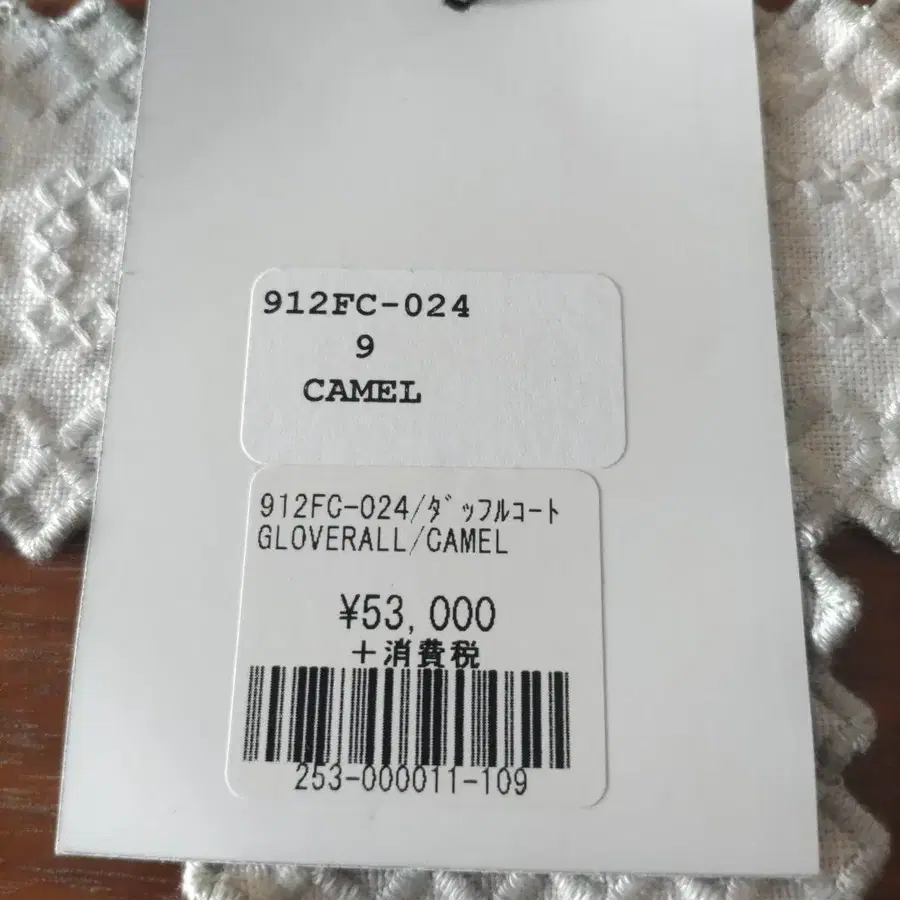 912FC-024
9
CAMEL
912FC-024/ﾀﾞｯﾌﾙｺｰﾄ
GLOVERALL/CAMEL
¥53,000
+消費税
253-000011-109